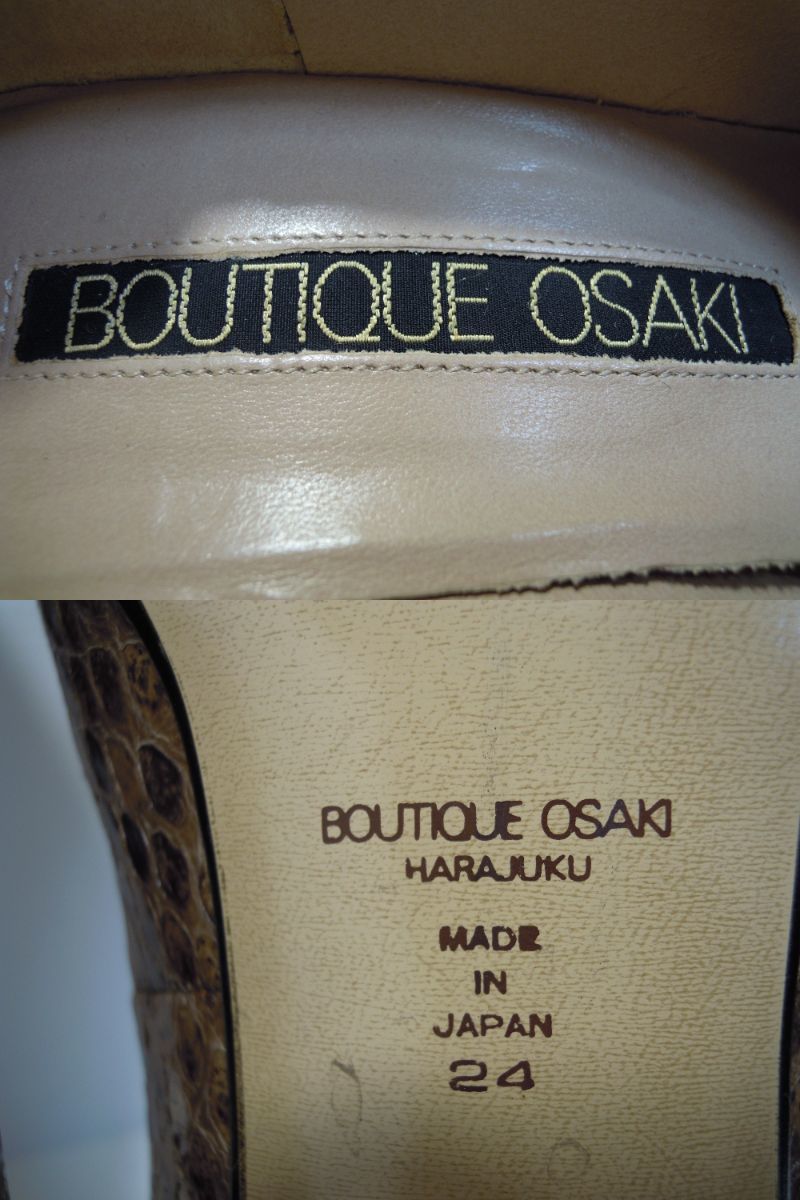 BOUTIQUE OSAKI
BOUTIQUE OSAKI
HARAJUKU
MADE
IN
JAPAN
24